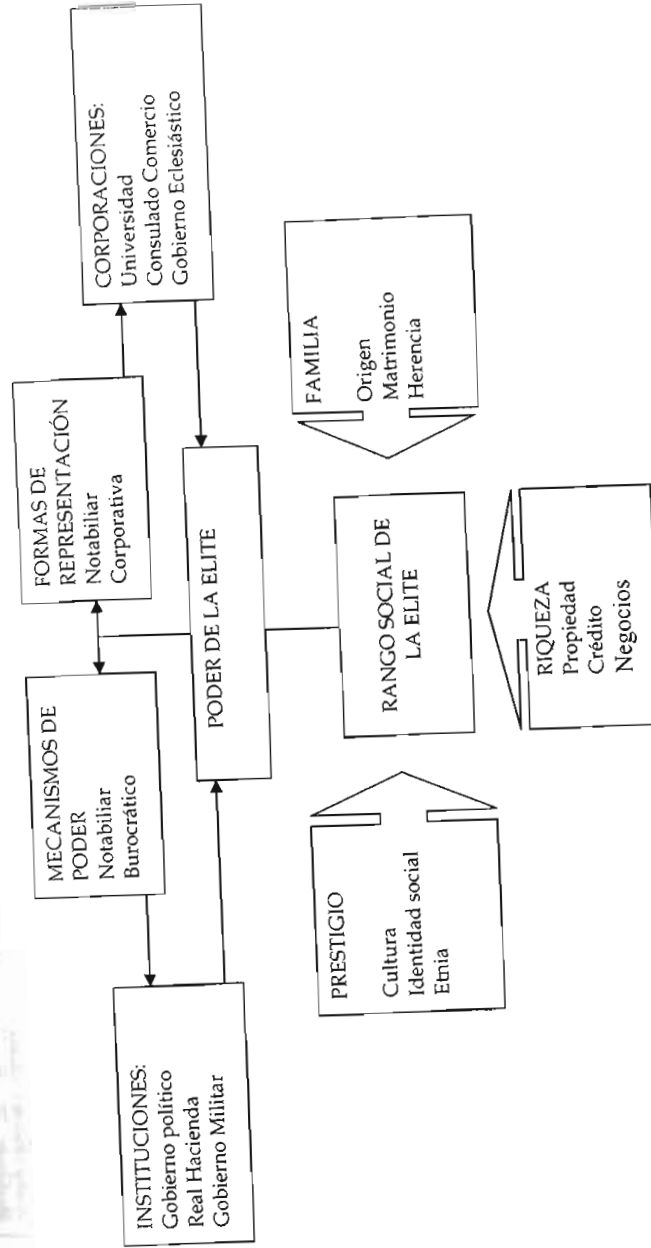 MECANISMOS DE
PODER
Notabiliar
Burocrático
FORMAS DE
REPRESENTACIÓN
Notabiliar
Corporativa
INSTITUCIONES:
Gobierno político
Real Hacienda
Gobierno Militar
PODER DE LA ELITE
CORPORACIONES:
Universidad
Consulado Comercio
Gobierno Eclesiástico
PRESTIGIO
Cultura
Identidad social
Etnia
RANGO SOCIAL DE
LA ELITE
FAMILIA
Origen
Matrimonio
Herencia
RIQUEZA
Propiedad
Crédito
Negocios